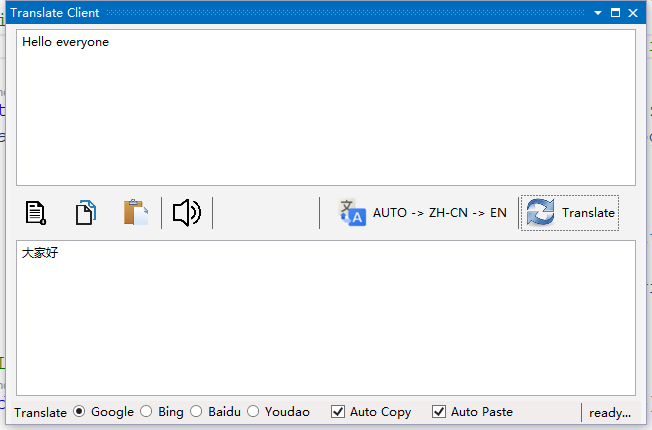 Translate Client
Hello everyone
AUTO -> ZH-CN -> EN
Translate
大家好
Translate
Google
Bing
Baidu
Youdao
Auto Copy
Auto Paste
ready...